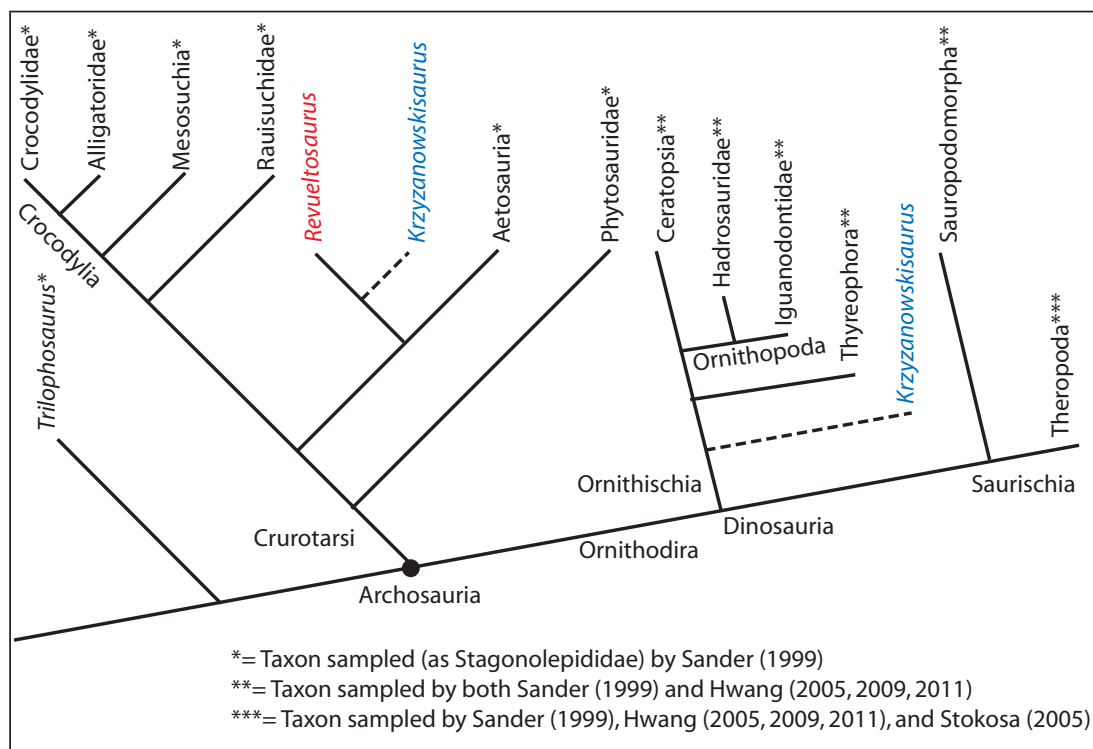 Crocodylidae*
Alligatoridae*
Mesosuchia*
Rauisuchidae*
Revueltosaurus
Krzyzanowskisaurus
Aetosauria*
Phytosauridae*
Ceratopsia**
Hadrosauridae**
Iguanodontidae**
Thyreophora**
Krzyzanowskisaurus
Sauropodomorpha**
Theropoda***
Crocodylia
Trilophosaurus*
Ornithopoda
Ornithischia
Saurischia
Dinosauria
Crurotarsi
Ornithodira
Archosauria
*= Taxon sampled (as Stagonolepididae) by Sander (1999)
**= Taxon sampled by both Sander (1999) and Hwang (2005, 2009, 2011)
***= Taxon sampled by Sander (1999), Hwang (2005, 2009, 2011), and Stokosa (2005)